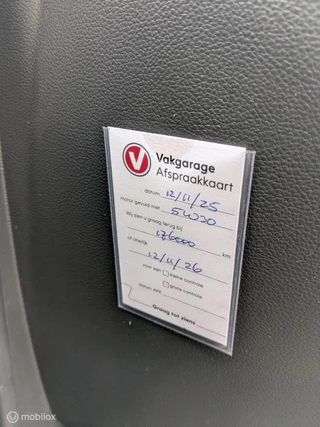 V Vakgarage
Afspraakkaart
datum 12/11/25
motor gevuld met 5W30
Wij zien u graag terug bij
176000 km
of uiterlijk
12/11/26
voor een ☐ kleine controle
☐ grote controle
datum APK
Graag tot ziens
mobilox